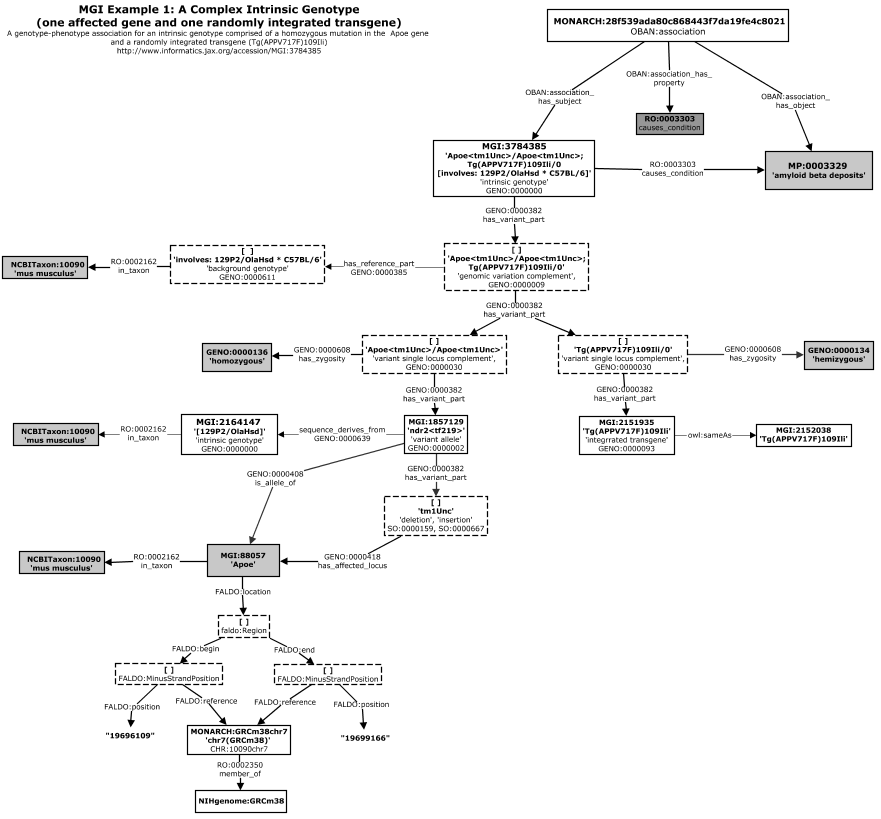 MGI Example 1: A Complex Intrinsic Genotype
(one affected gene and one randomly integrated transgene)
A genotype-phenotype association for an intrinsic genotype comprised of a homozygous mutation in the Apoe gene
and a randomly integrated transgene (Tg(APPV717F)109Ili)
http://www.informatics.jax.org/accession/MGI:3784385
MONARCH:28f539ada80c868443f7da19fe4c8021
OBAN:association
OBAN:association_
has_subject
OBAN:association_has_
property
OBAN:association_
has_object
RO:0003303
causes_condition
MGI:3784385
'Apoe<tm1Unc>/Apoe<tm1Unc>;
Tg(APPV717F)109Ili/0
[involves: 129P2/OlaHsd * C57BL/6]'
'intrinsic genotype'
GENO:0000000
RO:0003303
causes_condition
MP:0003329
'amyloid beta deposits'
GENO:0000382
has_variant_part
NCBITaxon:10090
'mus musculus'
RO:0002162
in_taxon
[ ]
'involves: 129P2/OlaHsd * C57BL/6'
'background genotype'
GENO:0000611
has_reference_part
GENO:0000385
[ ]
'Apoe<tm1Unc>/Apoe<tm1Unc>;
Tg(APPV717F)109Ili/0'
'genomic variation complement',
GENO:0000009
GENO:0000382
has_variant_part
GENO:0000136
'homozygous'
GENO:0000608
has_zygosity
[ ]
'Apoe<tm1Unc>/Apoe<tm1Unc>'
'variant single locus complement',
GENO:0000030
[ ]
'Tg(APPV717F)109Ili/0'
'variant single locus complement',
GENO:0000030
GENO:0000608
has_zygosity
GENO:0000134
'hemizygous'
GENO:0000382
has_variant_part
GENO:0000382
has_variant_part
NCBITaxon:10090
'mus musculus'
RO:0002162
in_taxon
MGI:2164147
'[129P2/OlaHsd]'
'intrinsic genotype'
GENO:0000000
sequence_derives_from
GENO:0000639
MGI:1857129
'ndr2<tf219>'
'variant allele'
GENO:0000002
MGI:2151935
'Tg(APPV717F)109Ili'
'integrrated transgene'
GENO:0000093
owl:sameAs
MGI:2152038
'Tg(APPV717F)109Ili'
GENO:0000408
is_allele_of
GENO:0000382
has_variant_part
[ ]
'tm1Unc'
'deletion', 'insertion'
SO:0000159, SO:0000667
NCBITaxon:10090
'mus musculus'
RO:0002162
in_taxon
MGI:88057
'Apoe'
GENO:0000418
has_affected_locus
FALDO:location
[ ]
faldo:Region
FALDO:begin
FALDO:end
[ ]
FALDO:MinusStrandPosition
[ ]
FALDO:MinusStrandPosition
FALDO:position
FALDO:reference
FALDO:reference
FALDO:position
"19696109"
MONARCH:GRCm38chr7
'chr7(GRCm38)'
CHR:10090chr7
"19699166"
RO:0002350
member_of
NIHgenome:GRCm38